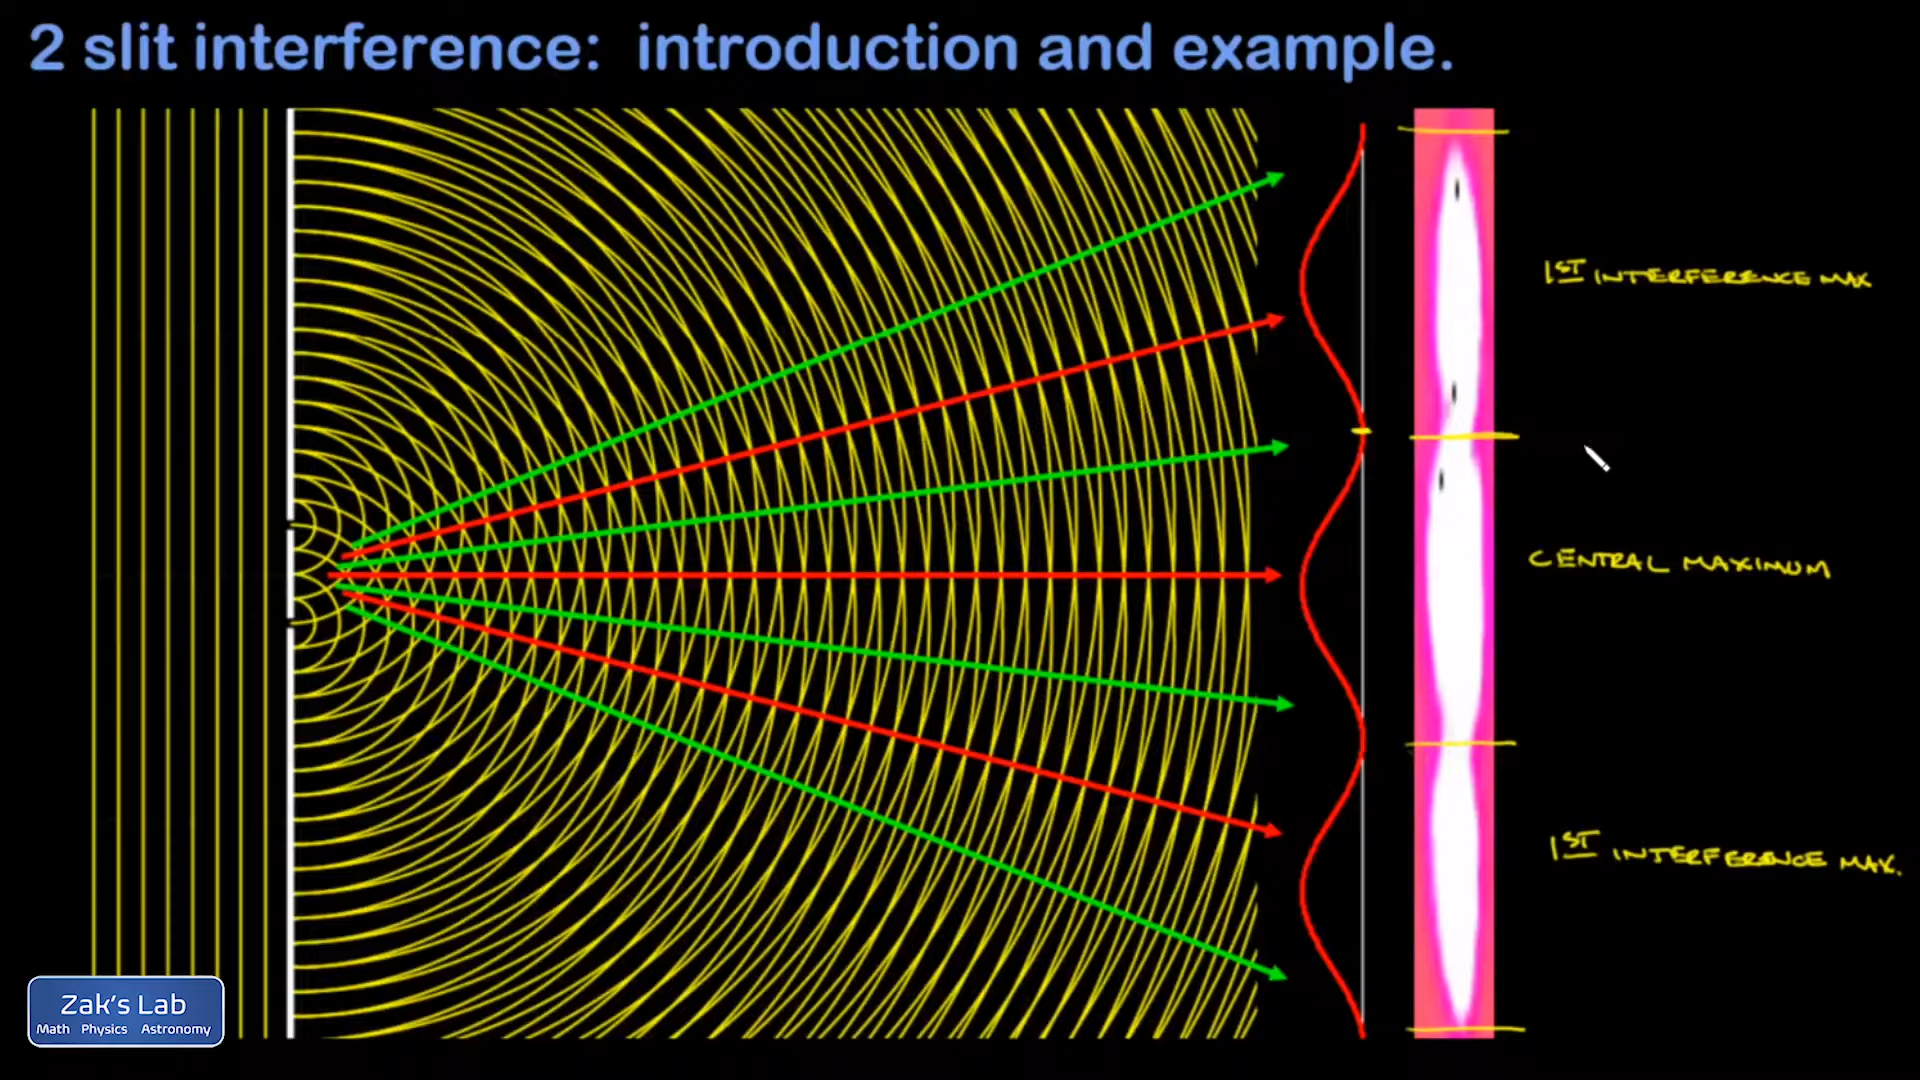 2 slit interference: introduction and example.
1ST INTERFERENCE MAX
CENTRAL MAXIMUM
1ST INTERFERENCE MAX.
Zak's Lab
Math Physics Astronomy